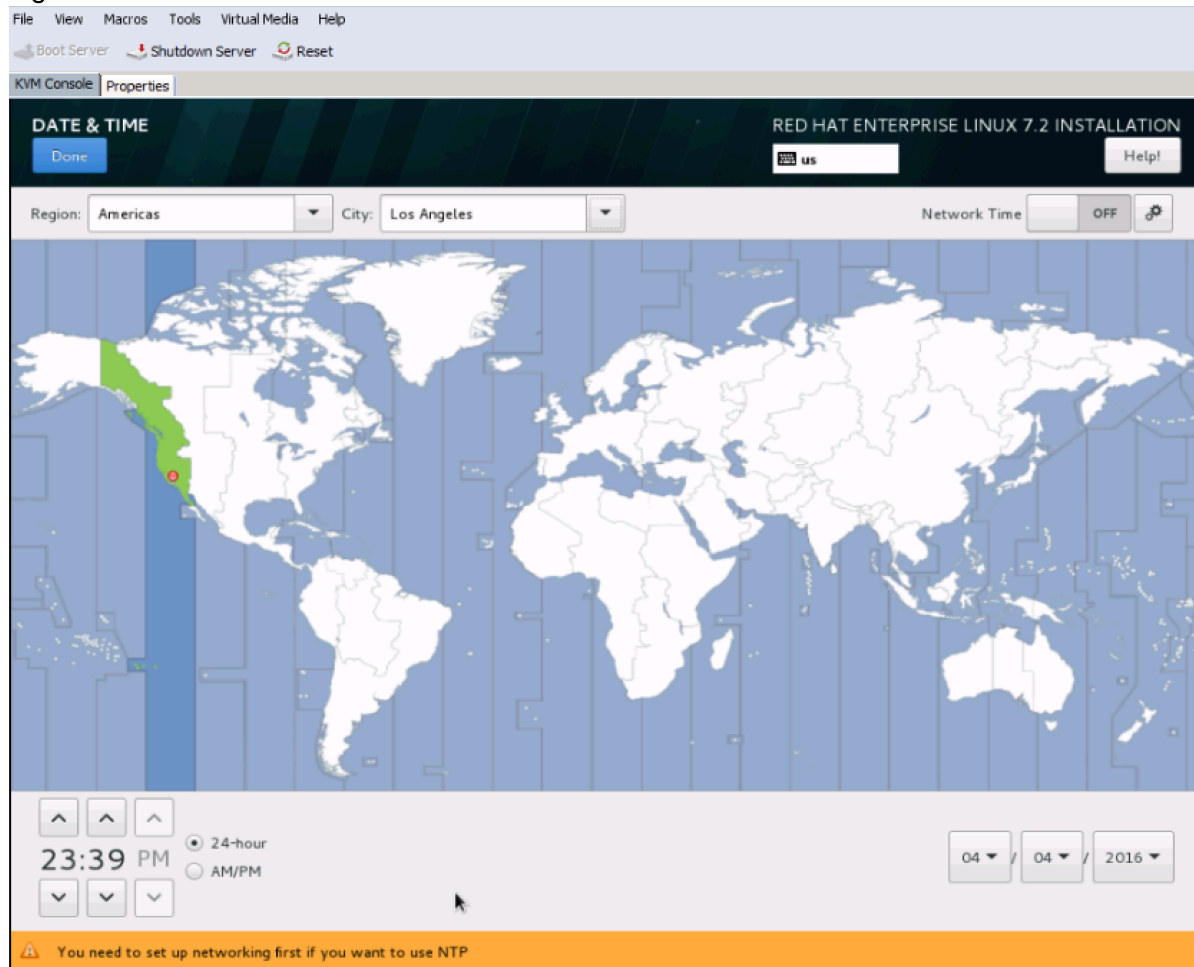 File View Macros Tools Virtual Media Help
Boot Server Shutdown Server Reset
KVM Console Properties
DATE & TIME
RED HAT ENTERPRISE LINUX 7.2 INSTALLATION
Done
us
Help!
Region: Americas City: Los Angeles Network Time OFF
24-hour
23:39 PM
AM/PM
04 / 04 / 2016
You need to set up networking first if you want to use NTP